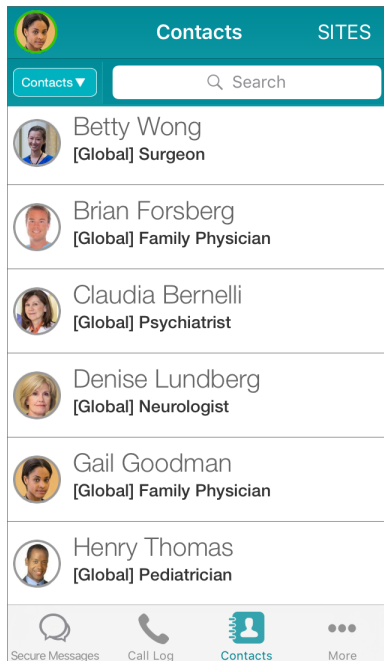 Contacts
SITES
Contacts▼
Search
Betty Wong
[Global] Surgeon
Brian Forsberg
[Global] Family Physician
Claudia Bernelli
[Global] Psychiatrist
Denise Lundberg
[Global] Neurologist
Gail Goodman
[Global] Family Physician
Henry Thomas
[Global] Pediatrician
Secure Messages
Call Log
Contacts
More